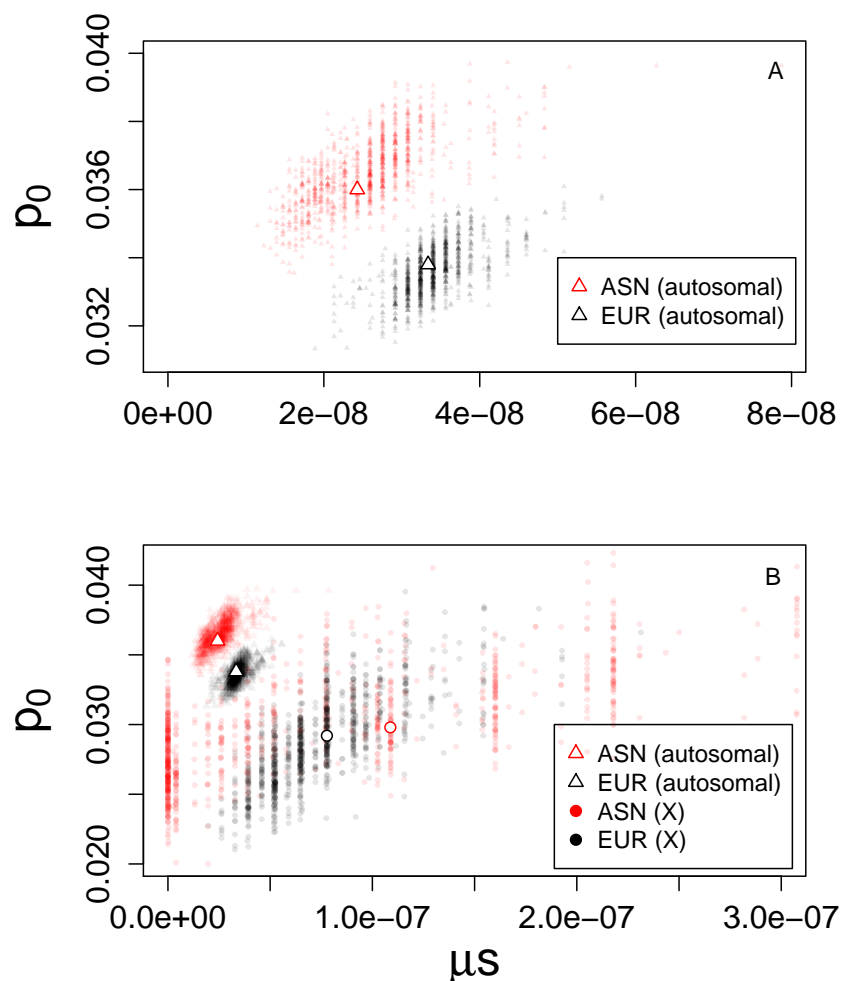 A
p0
0.040
0.036
0.032
ASN (autosomal)
EUR (autosomal)
0e+00 2e−08 4e−08 6e−08 8e−08
B
p0
0.040
0.030
0.020
ASN (autosomal)
EUR (autosomal)
ASN (X)
EUR (X)
0.0e+00 1.0e−07 2.0e−07 3.0e−07
μs